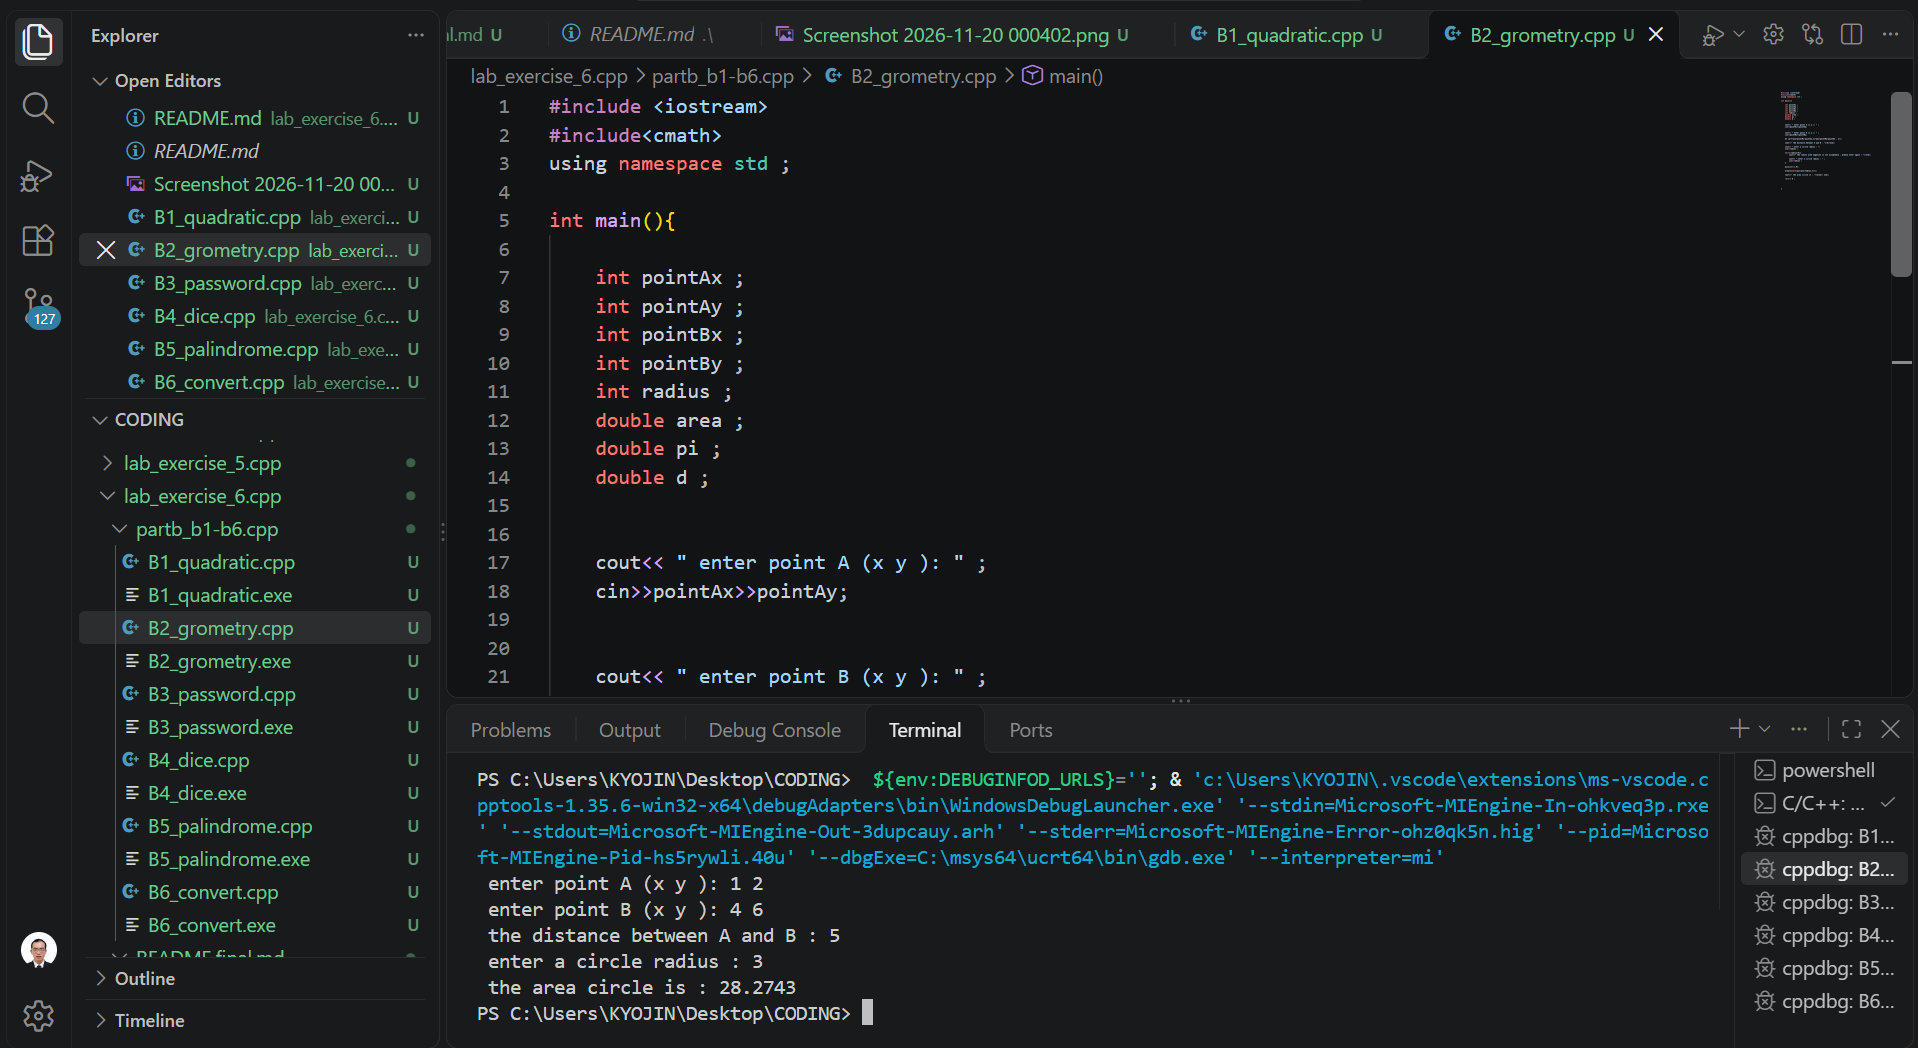 Explorer
Open Editors
README.md lab_exercise_6.... U
README.md
Screenshot 2026-11-20 00... U
B1_quadratic.cpp lab_exerci... U
B2_grometry.cpp lab_exerci... U
B3_password.cpp lab_exerc... U
B4_dice.cpp lab_exercise_6.c... U
B5_palindrome.cpp lab_exe... U
B6_convert.cpp lab_exercise... U
127
CODING
lab_exercise_5.cpp
lab_exercise_6.cpp
partb_b1-b6.cpp
B1_quadratic.cpp U
B1_quadratic.exe U
B2_grometry.cpp U
B2_grometry.exe U
B3_password.cpp U
B3_password.exe U
B4_dice.cpp U
B4_dice.exe U
B5_palindrome.cpp U
B5_palindrome.exe U
B6_convert.cpp U
B6_convert.exe U
README final.md
Outline
Timeline
l.md U
README.md .\
Screenshot 2026-11-20 000402.png U
B1_quadratic.cpp U
B2_grometry.cpp U
lab_exercise_6.cpp > partb_b1-b6.cpp > B2_grometry.cpp > main()
1 #include <iostream>
2 #include<cmath>
3 using namespace std ;
4
5 int main(){
6
7 int pointAx ;
8 int pointAy ;
9 int pointBx ;
10 int pointBy ;
11 int radius ;
12 double area ;
13 double pi ;
14 double d ;
15
16
17 cout<< " enter point A (x y ): " ;
18 cin>>pointAx>>pointAy;
19
20
21 cout<< " enter point B (x y ): " ;
Problems Output Debug Console Terminal Ports
PS C:\Users\KYOJIN\Desktop\CODING> ${env:DEBUGINFOD_URLS}=''; & 'c:\Users\KYOJIN\.vscode\extensions\ms-vscode.c
pptools-1.35.6-win32-x64\debugAdapters\bin\WindowsDebugLauncher.exe' '--stdin=Microsoft-MIEngine-In-ohkveq3p.rxe
' '--stdout=Microsoft-MIEngine-Out-3dupcauy.arh' '--stderr=Microsoft-MIEngine-Error-ohz0qk5n.hig' '--pid=Microso
ft-MIEngine-Pid-hs5rywli.40u' '--dbgExe=C:\msys64\ucrt64\bin\gdb.exe' '--interpreter=mi'
enter point A (x y ): 1 2
enter point B (x y ): 4 6
the distance between A and B : 5
enter a circle radius : 3
the area circle is : 28.2743
PS C:\Users\KYOJIN\Desktop\CODING>
powershell
C/C++: ...
cppdbg: B1...
cppdbg: B2...
cppdbg: B3...
cppdbg: B4...
cppdbg: B5...
cppdbg: B6...